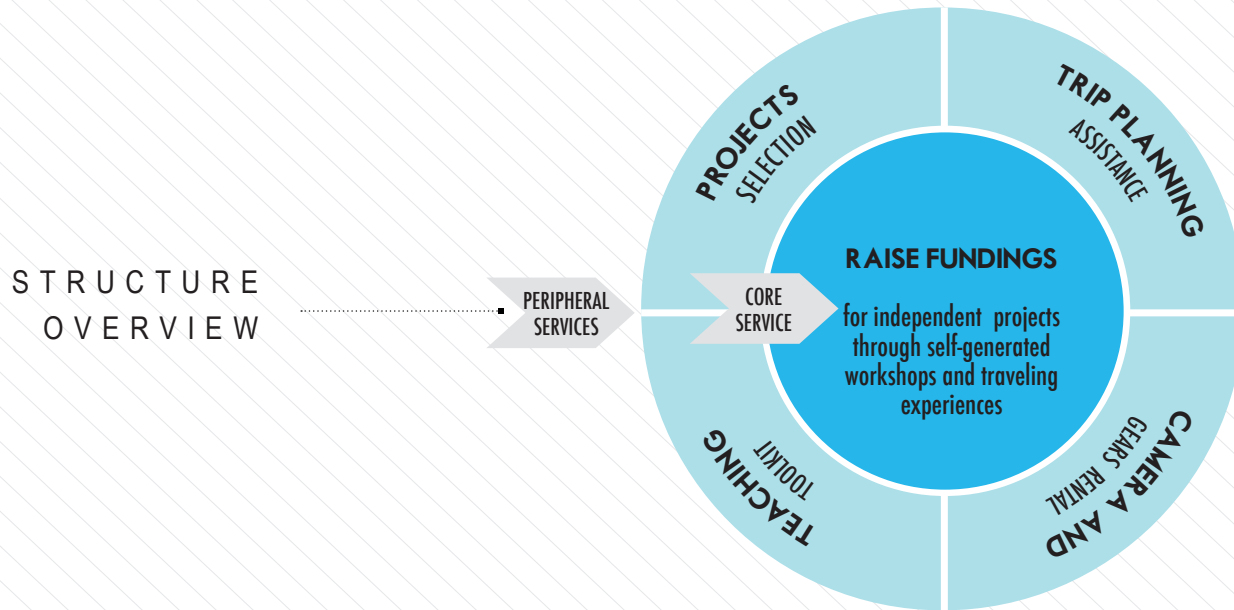 STRUCTURE
OVERVIEW
PERIPHERAL
SERVICES
CORE
SERVICE
PROJECTS
SELECTION
TRIP PLANNING
ASSISTANCE
RAISE FUNDINGS
for independent projects
through self-generated
workshops and traveling
experiences
TEACHING
TOOLKIT
CAMERA AND
GEARS RENTAL